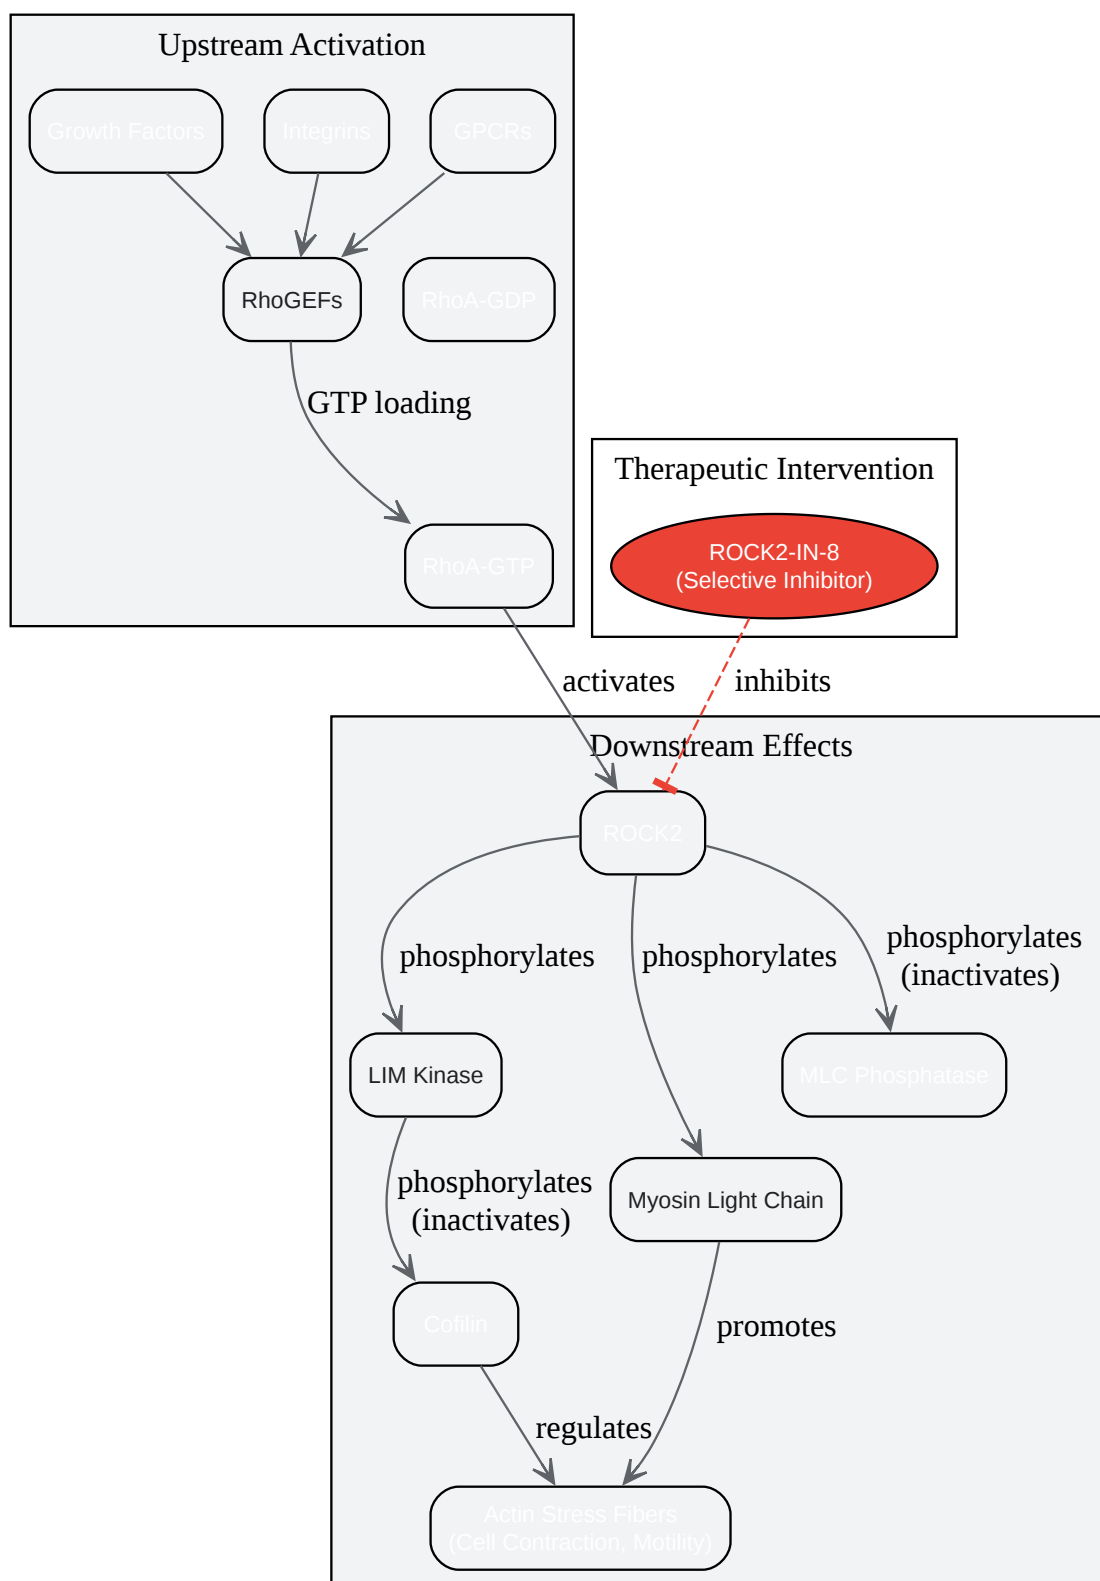 Upstream Activation
Growth Factors
Integrins
GPCRs
RhoGEFs
RhoA-GDP
GTP loading
RhoA-GTP
Therapeutic Intervention
ROCK2-IN-8
(Selective Inhibitor)
activates
inhibits
Downstream Effects
ROCK2
phosphorylates
phosphorylates
phosphorylates
(inactivates)
LIM Kinase
MLC Phosphatase
phosphorylates
(inactivates)
Myosin Light Chain
Cofilin
promotes
regulates
Actin Stress Fibers
(Cell Contraction, Motility)